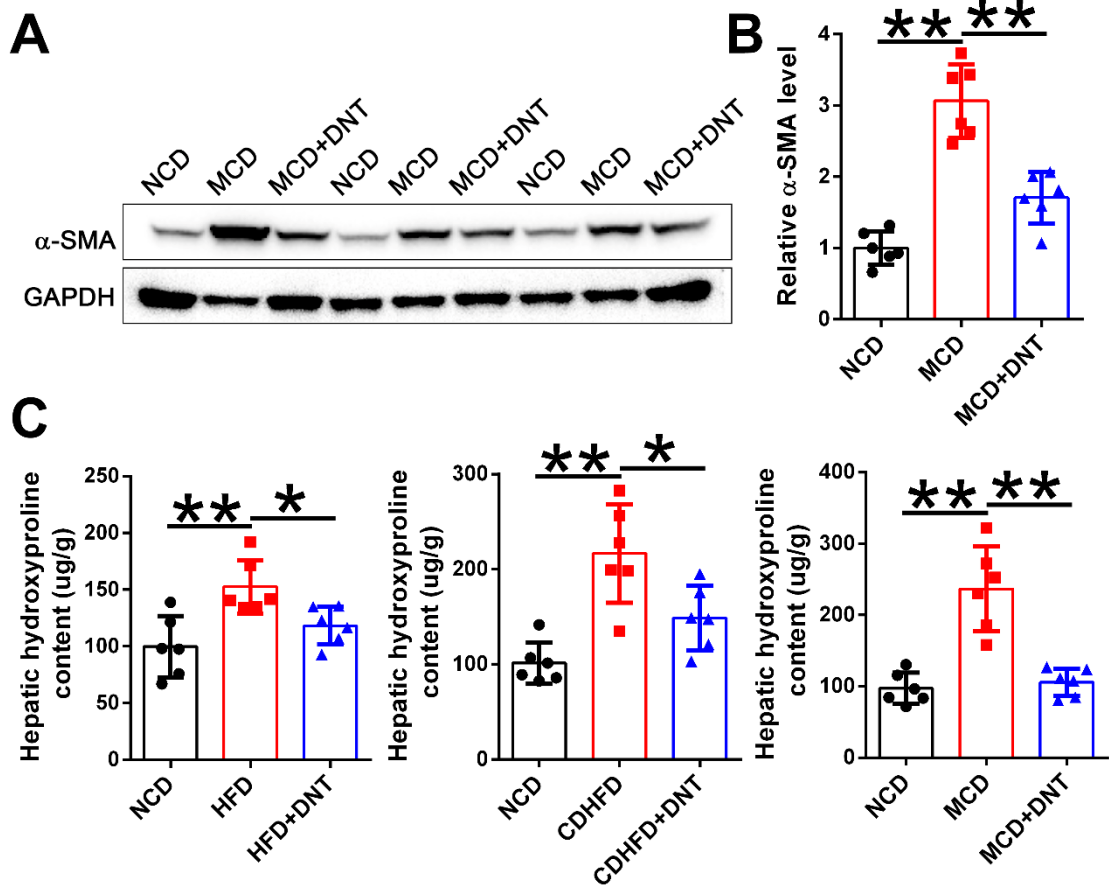 A
NCD MCD MCD+DNT NCD MCD MCD+DNT NCD MCD MCD+DNT
α-SMA
GAPDH
B
** **
Relative α-SMA level
4
3
2
1
0
NCD MCD MCD+DNT
C
** *
Hepatic hydroxyproline
content (ug/g)
250
200
150
100
50
0
NCD HFD HFD+DNT
** *
Hepatic hydroxyproline
content (ug/g)
300
200
100
0
NCD CDHFD CDHFD+DNT
** **
Hepatic hydroxyproline
content (ug/g)
400
300
200
100
0
NCD MCD MCD+DNT